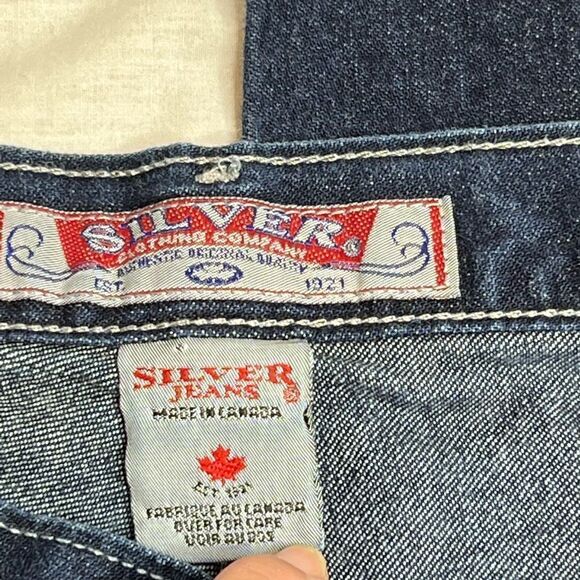 SILVER®
CLOTHING COMPANY
AUTHENTIC ORIGINAL QUALITY
EST. 1921
SILVER
JEANS ®
MADE IN CANADA
EST. 1921
FABRIQUE AU CANADA
OVER FOR CARE
VOIR AU DOS